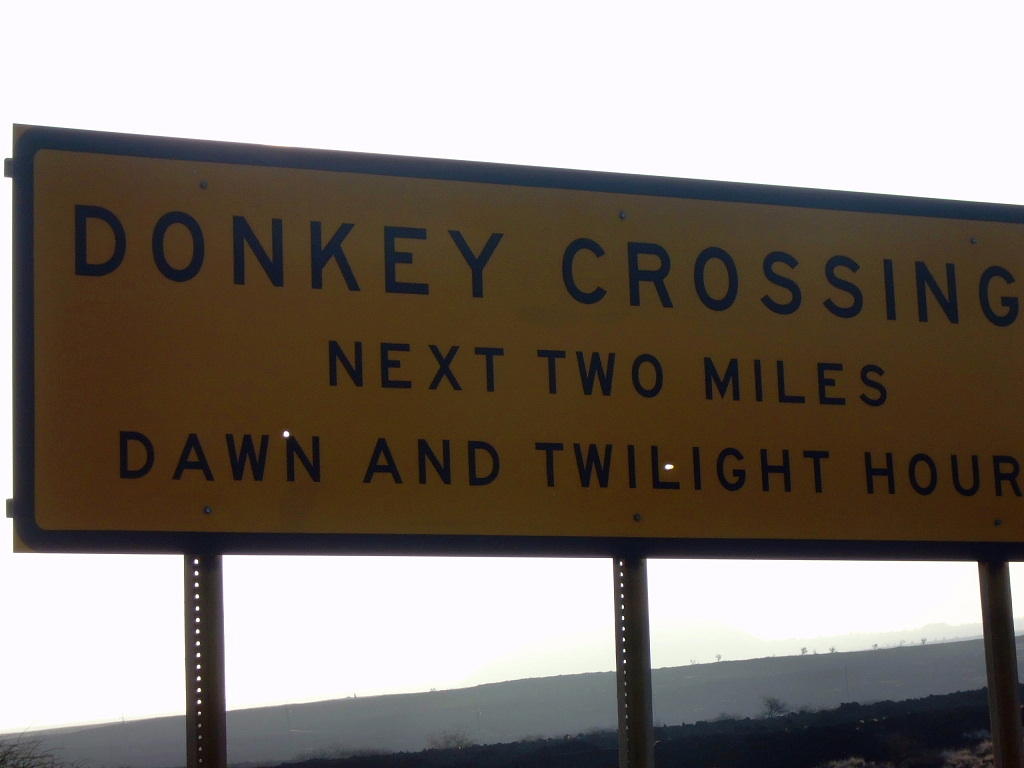 DONKEY CROSSING
NEXT TWO MILES
DAWN AND TWILIGHT HOUR